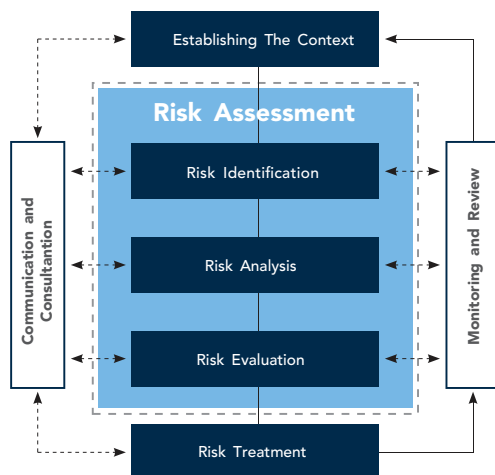 Establishing The Context
Risk Assessment
Risk Identification
Risk Analysis
Risk Evaluation
Risk Treatment
Communication and
Consultantion
Monitoring and Review